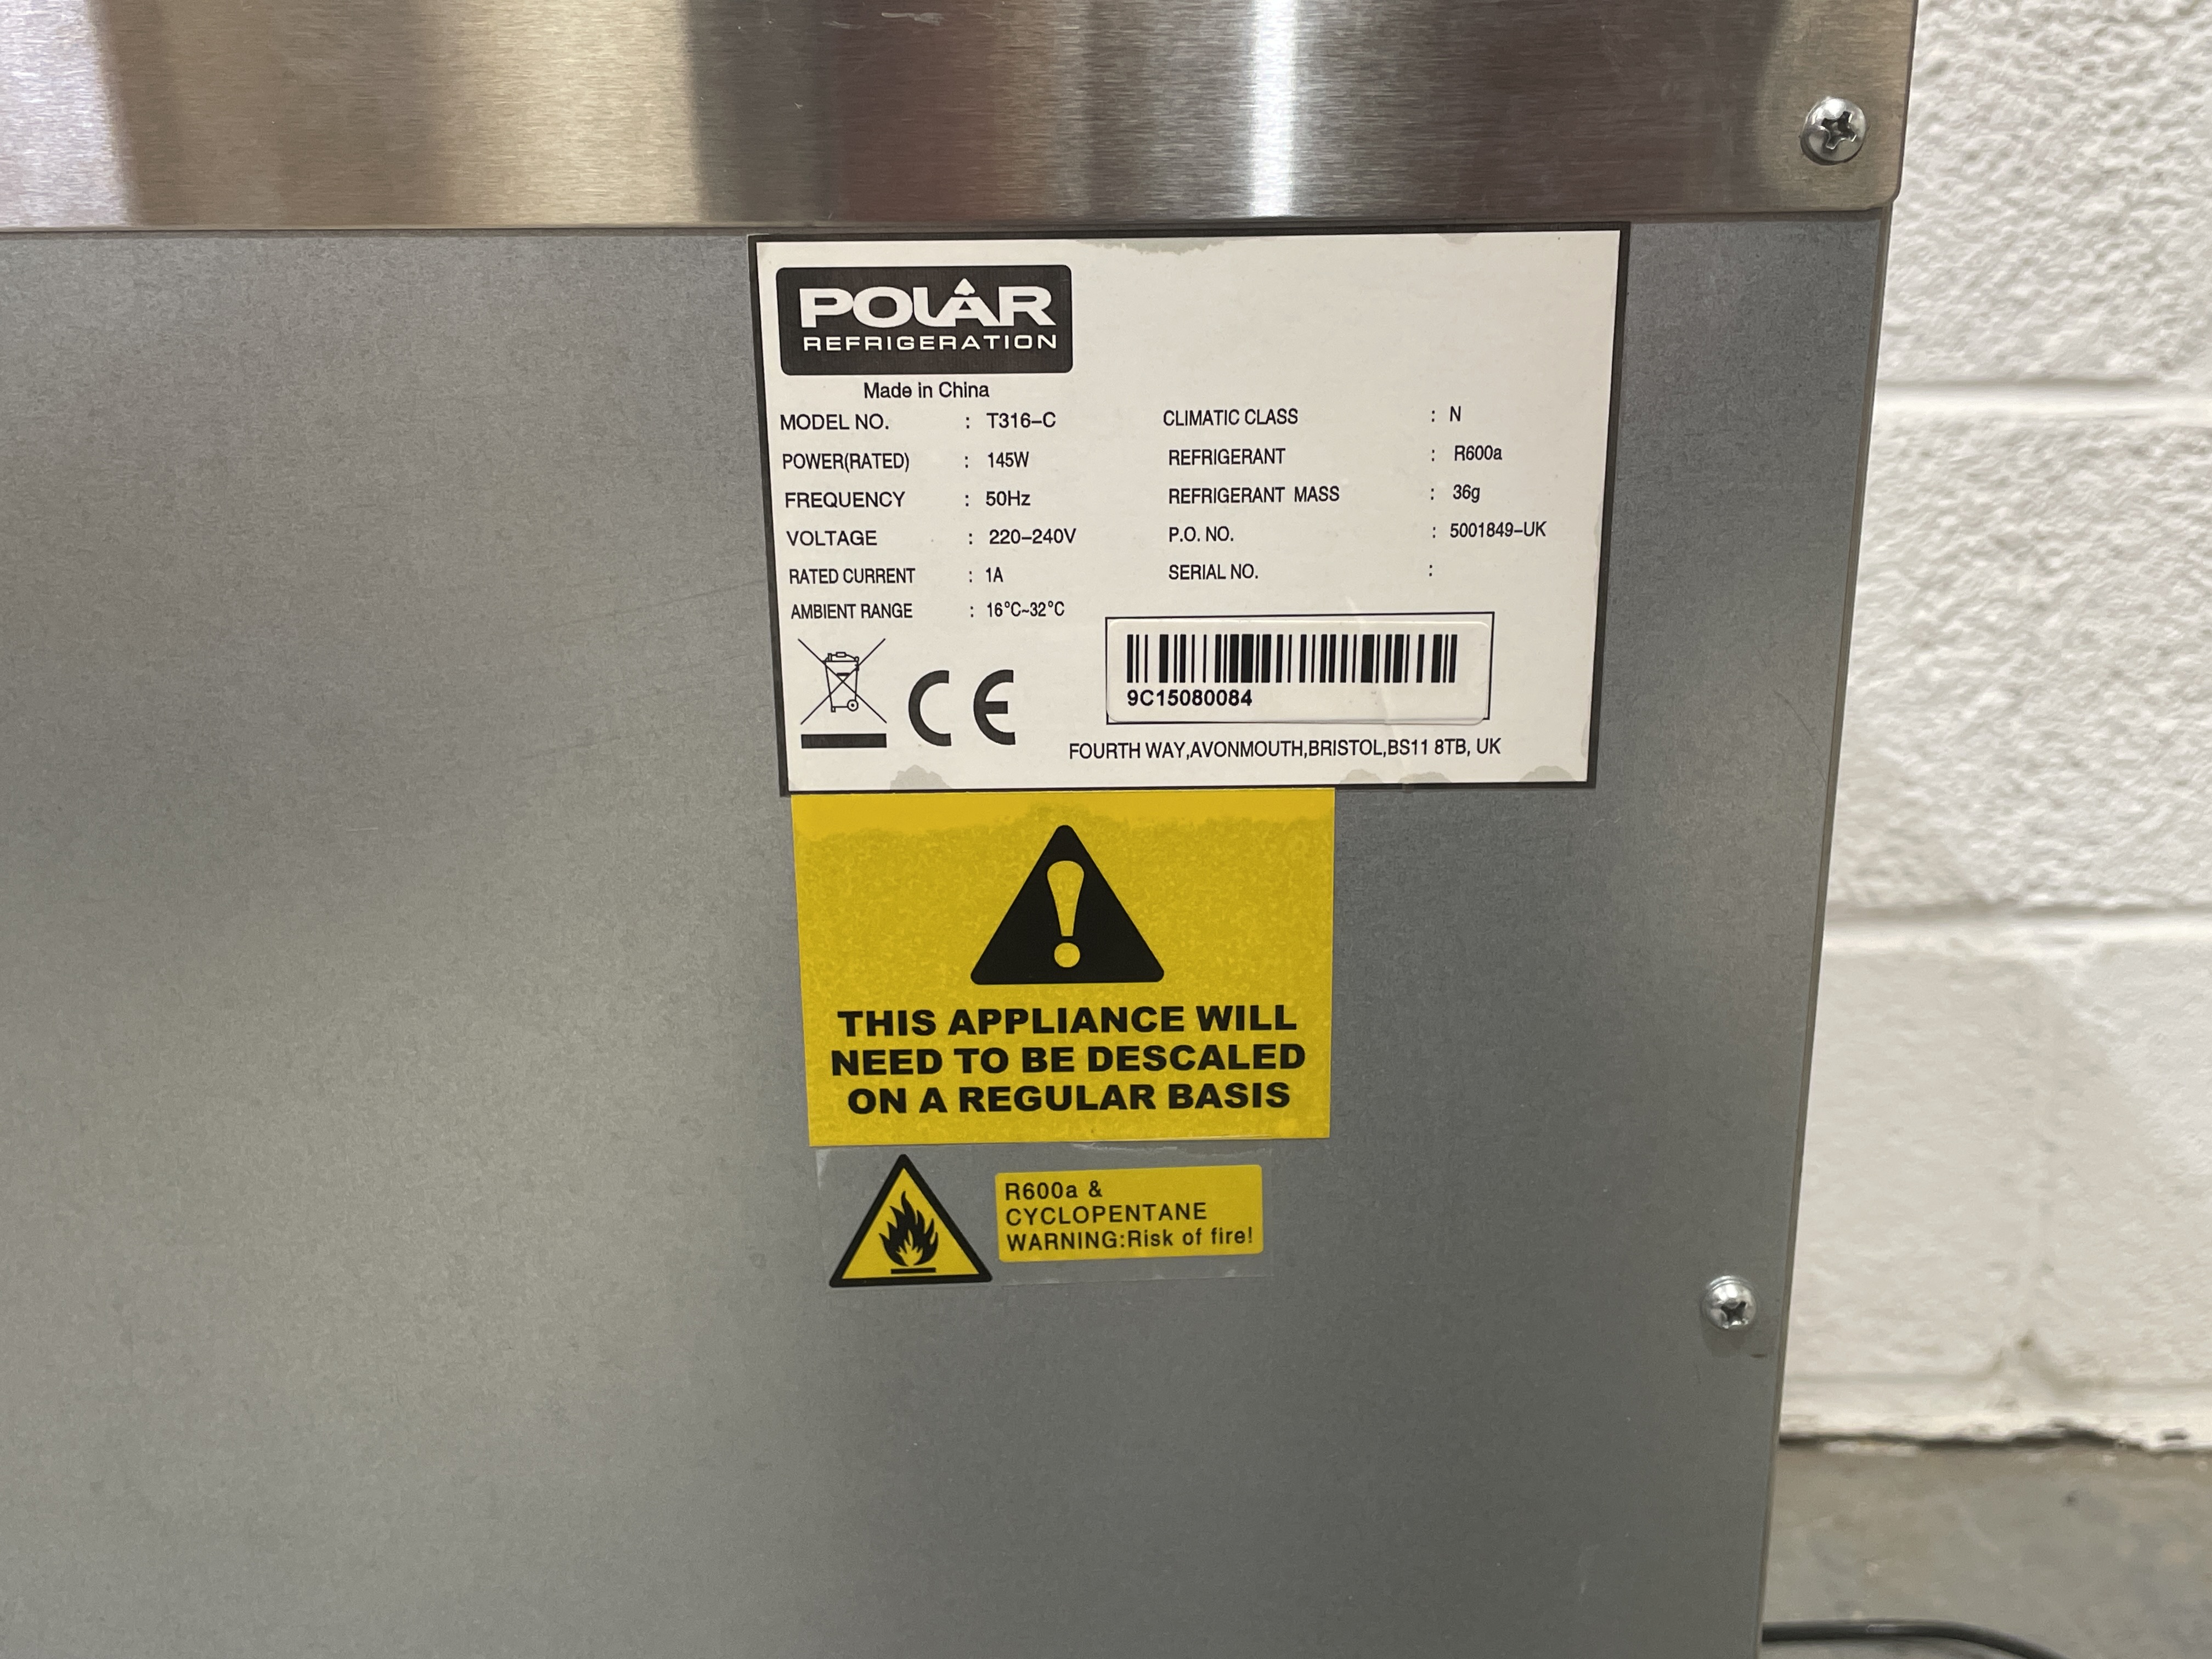 POLAR
REFRIGERATION
Made in China
MODEL NO. : T316-C
POWER(RATED) : 145W
FREQUENCY : 50Hz
VOLTAGE : 220-240V
RATED CURRENT : 1A
AMBIENT RANGE : 16°C~32°C
CLIMATIC CLASS : N
REFRIGERANT : R600a
REFRIGERANT MASS : 36g
P.O. NO. : 5001849-UK
SERIAL NO. :
CE
9C15080084
FOURTH WAY,AVONMOUTH,BRISTOL,BS11 8TB, UK
THIS APPLIANCE WILL
NEED TO BE DESCALED
ON A REGULAR BASIS
R600a &
CYCLOPENTANE
WARNING:Risk of fire!